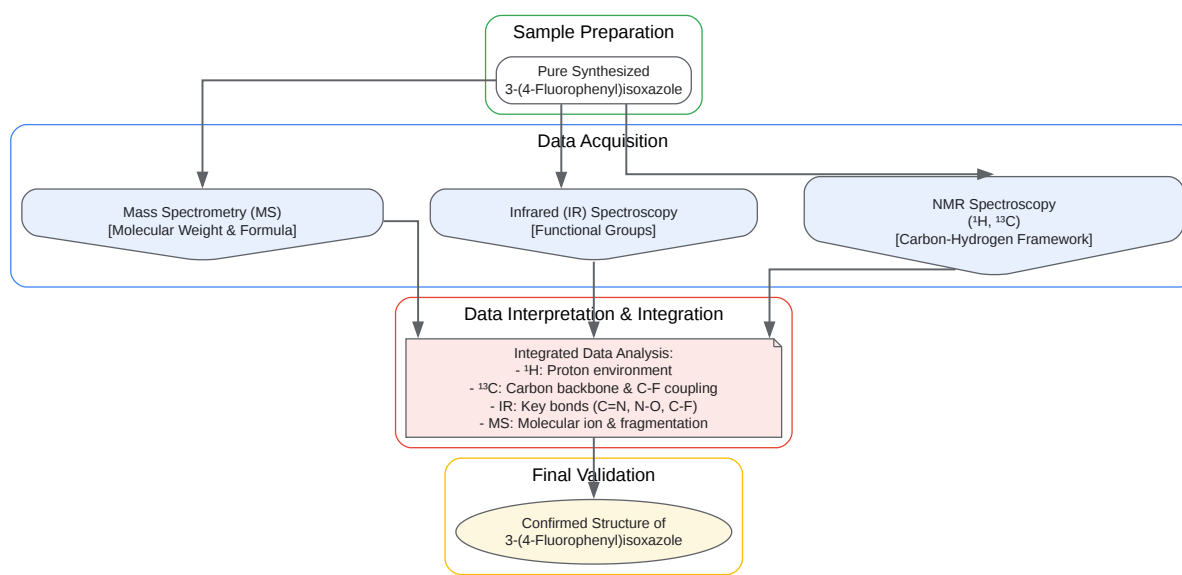 Sample Preparation
Pure Synthesized
3-(4-Fluorophenyl)isoxazole
Data Acquisition
Mass Spectrometry (MS)
[Molecular Weight & Formula]
Infrared (IR) Spectroscopy
[Functional Groups]
NMR Spectroscopy
(¹H, ¹³C)
[Carbon-Hydrogen Framework]
Data Interpretation & Integration
Integrated Data Analysis:
- ¹H: Proton environment
- ¹³C: Carbon backbone & C-F coupling
- IR: Key bonds (C=N, N-O, C-F)
- MS: Molecular ion & fragmentation
Final Validation
Confirmed Structure of
3-(4-Fluorophenyl)isoxazole